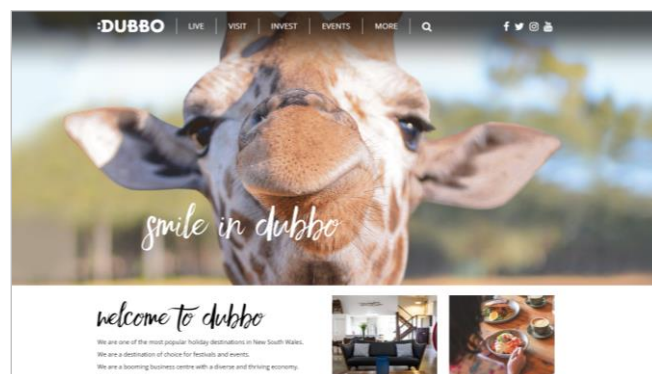 :DUBBO LIVE VISIT INVEST EVENTS MORE
smile in dubbo
welcome to dubbo
We are one of the most popular holiday destinations in New South Wales.
We are a destination of choice for festivals and events.
We are a booming business centre with a diverse and thriving economy.